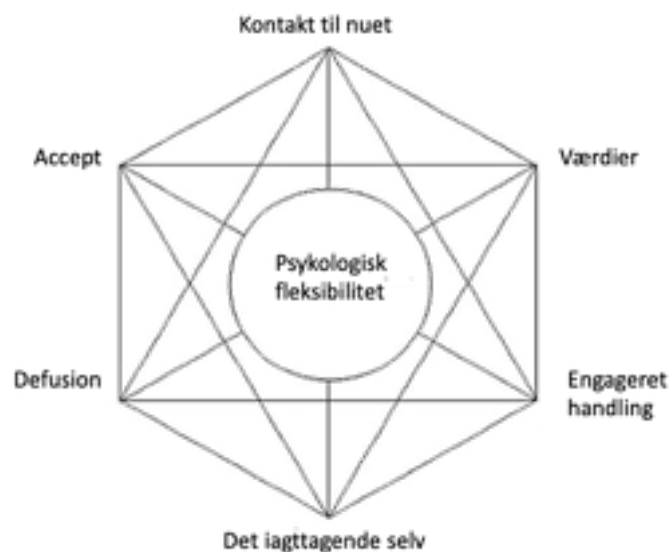 Kontakt til nuet
Accept
Værdier
Psykologisk
fleksibilitet
Defusion
Engageret
handling
Det iagttagende selv